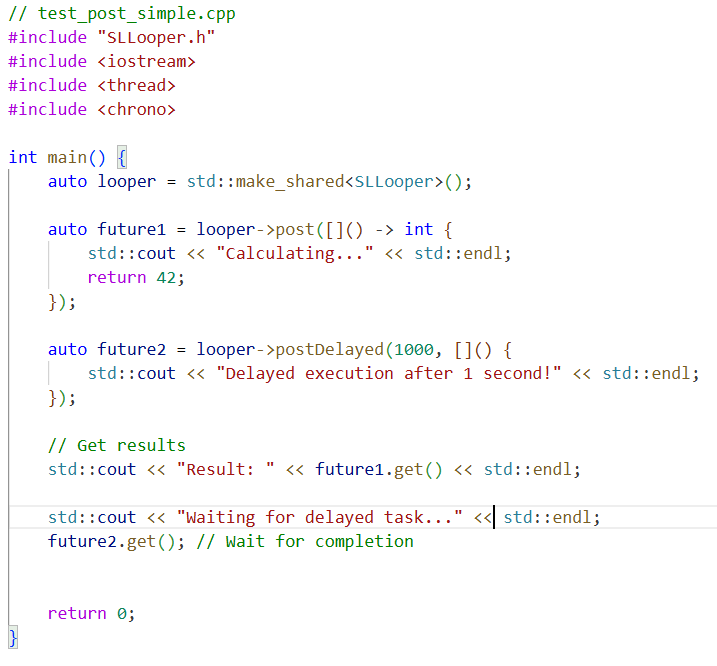 // test_post_simple.cpp
#include "SLLooper.h"
#include <iostream>
#include <thread>
#include <chrono>

int main() {
    auto looper = std::make_shared<SLLooper>();

    auto future1 = looper->post([]() -> int {
        std::cout << "Calculating..." << std::endl;
        return 42;
    });

    auto future2 = looper->postDelayed(1000, []() {
        std::cout << "Delayed execution after 1 second!" << std::endl;
    });

    // Get results
    std::cout << "Result: " << future1.get() << std::endl;

    std::cout << "Waiting for delayed task..." << std::endl;
    future2.get(); // Wait for completion


    return 0;
}